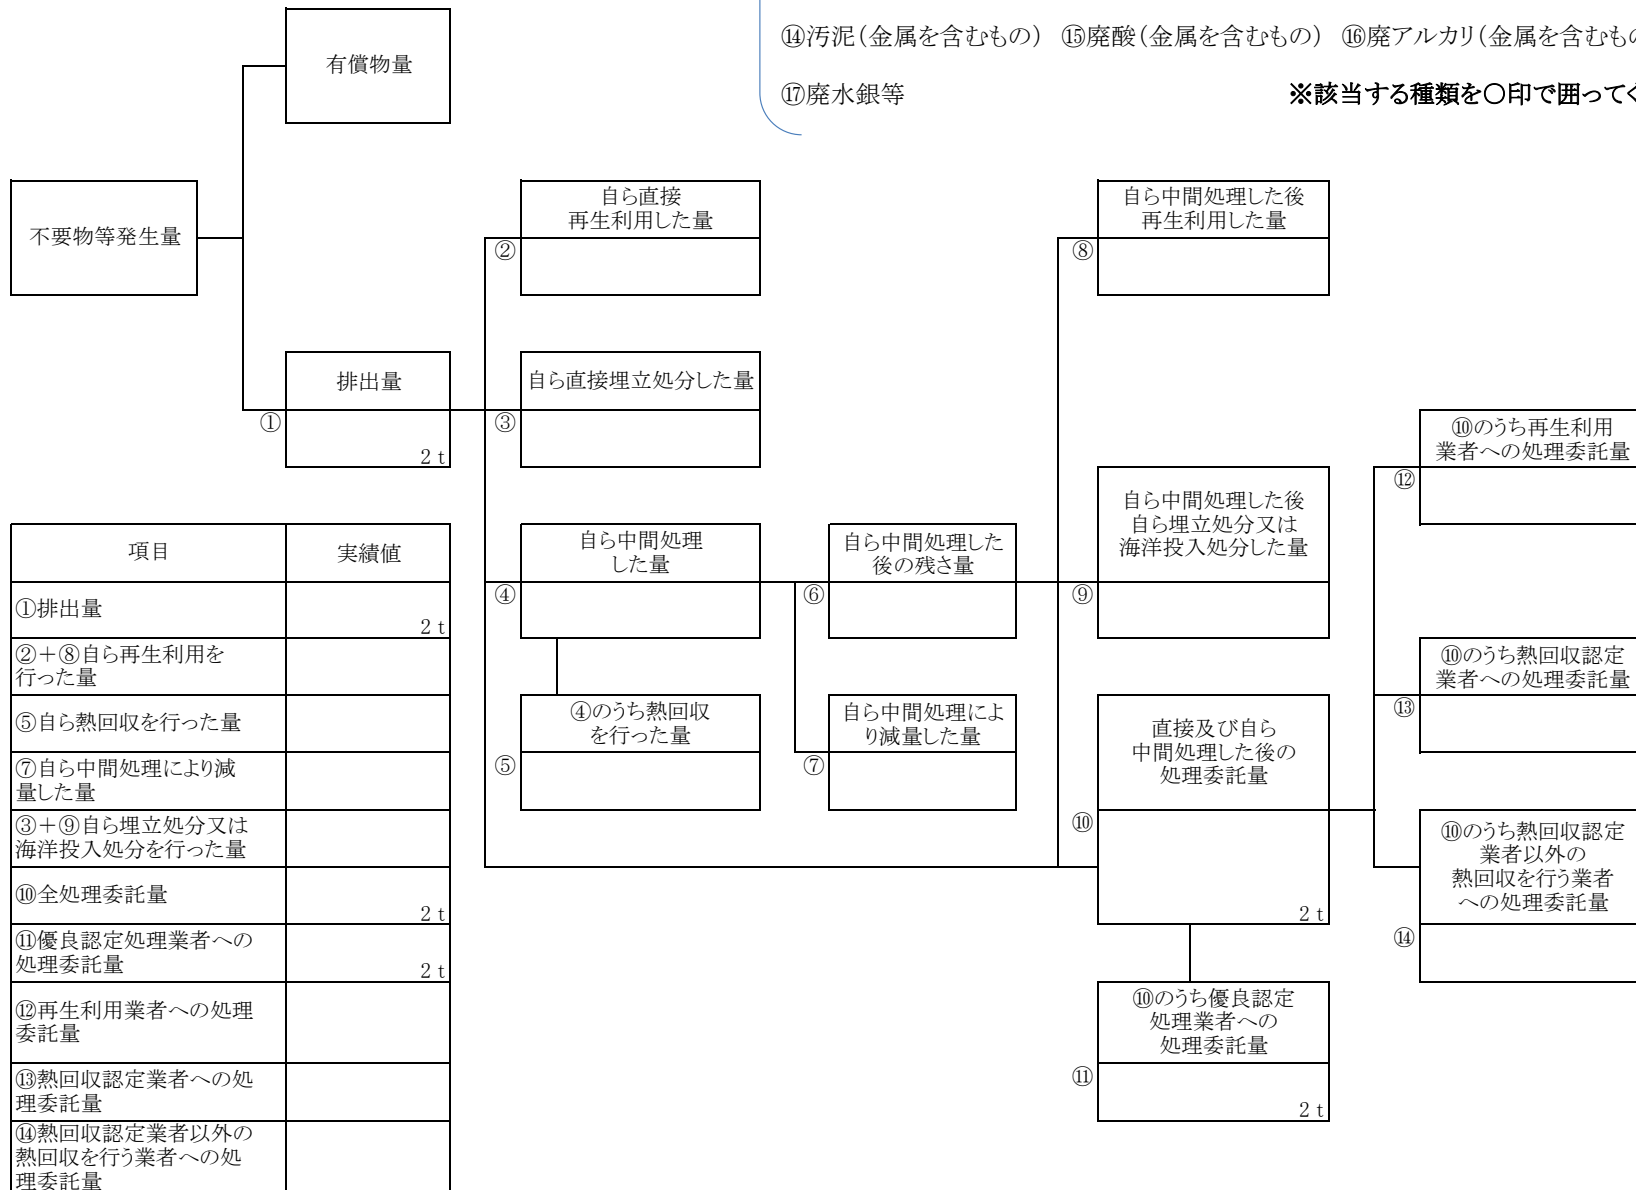 ⑭汚泥(金属を含むもの) ⑮廃酸(金属を含むもの) ⑯廃アルカリ(金属を含むもの
⑰廃水銀等 ※該当する種類を○印で囲ってく
有償物量
不要物等発生量
自ら直接
再生利用した量
②
自ら中間処理した後
再生利用した量
⑧
排出量
①
2 t
自ら直接埋立処分した量
③
⑩のうち再生利用
業者への処理委託量
⑫
自ら中間処理した後
自ら埋立処分又は
海洋投入処分した量
⑨
自ら中間処理
した量
④
自ら中間処理した
後の残さ量
⑥
④のうち熱回収
を行った量
⑤
自ら中間処理によ
り減量した量
⑦
直接及び自ら
中間処理した後の
処理委託量
⑩
2 t
⑩のうち熱回収認定
業者への処理委託量
⑬
⑩のうち熱回収認定
業者以外の
熱回収を行う業者
への処理委託量
⑭
⑩のうち優良認定
処理業者への
処理委託量
⑪
2 t
項目 実績値
①排出量
2 t
②+⑧自ら再生利用を
行った量
⑤自ら熱回収を行った量
⑦自ら中間処理により減
量した量
③+⑨自ら埋立処分又は
海洋投入処分を行った量
⑩全処理委託量
2 t
⑪優良認定処理業者への
処理委託量
2 t
⑫再生利用業者への処理
委託量
⑬熱回収認定業者への処
理委託量
⑭熱回収認定業者以外の
熱回収を行う業者への処
理委託量